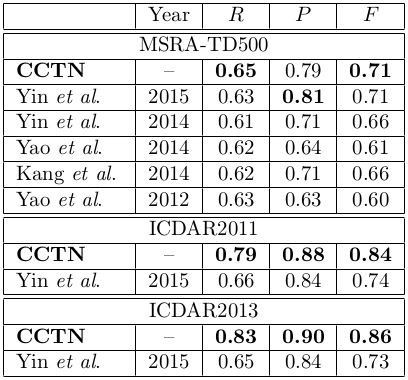 Year R P F
MSRA-TD500
CCTN – 0.65 0.79 0.71
Yin et al. 2015 0.63 0.81 0.71
Yin et al. 2014 0.61 0.71 0.66
Yao et al. 2014 0.62 0.64 0.61
Kang et al. 2014 0.62 0.71 0.66
Yao et al. 2012 0.63 0.63 0.60
ICDAR2011
CCTN – 0.79 0.88 0.84
Yin et al. 2015 0.66 0.84 0.74
ICDAR2013
CCTN – 0.83 0.90 0.86
Yin et al. 2015 0.65 0.84 0.73